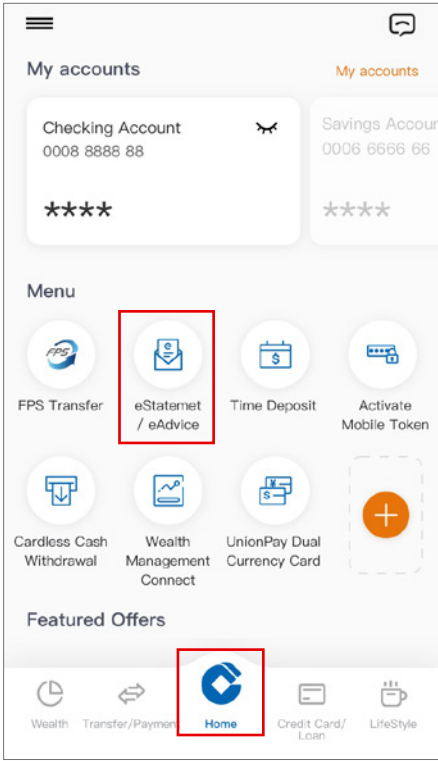 My accounts
My accounts
Checking Account
0008 8888 88
****
Savings Accour
0006 6666 66
****
Menu
FPS
FPS Transfer
e
$
eStatemet
/ eAdvice
$
Time Deposit
Activate
Mobile Token
Cardless Cash
Withdrawal
Wealth
Management
Connect
¥
$
UnionPay Dual
Currency Card
Featured Offers
Wealth
Transfer/Paymen
Home
Credit Card/
Loan
LifeStyle